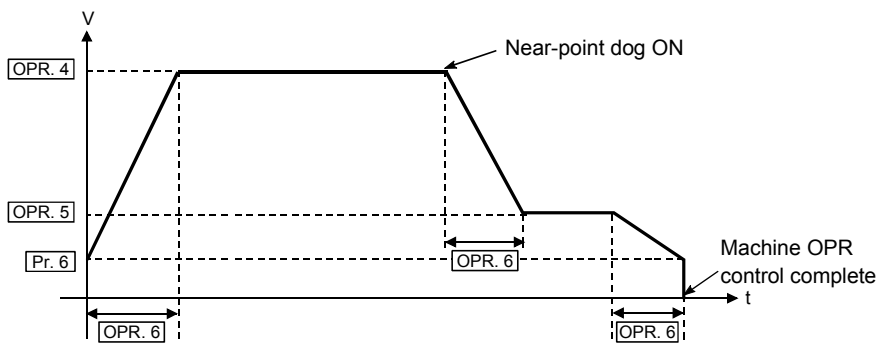 V
Near-point dog ON
OPR. 4
OPR. 5
OPR. 6
Pr. 6
Machine OPR
control complete
t
OPR. 6
OPR. 6